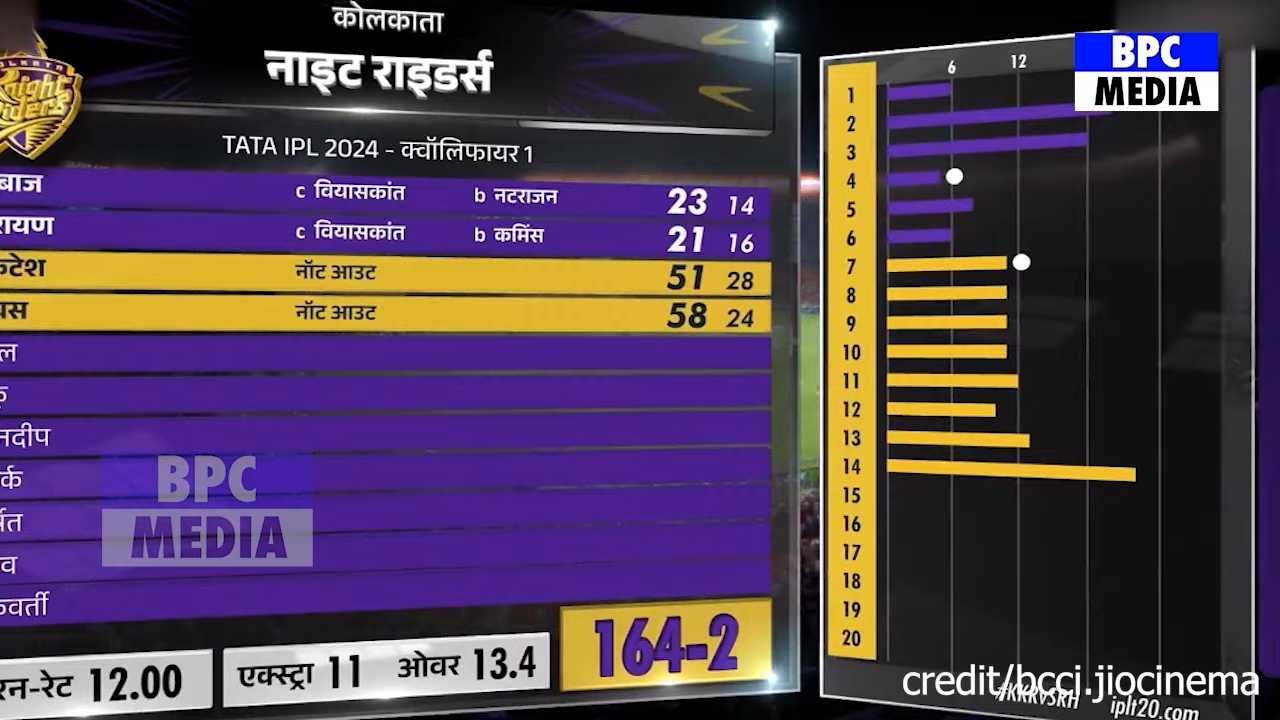 कोलकाता
नाइट राइडर्स
Knight Riders
TATA IPL 2024 - क्वॉलिफायर 1
बाज c वियासकांत b नटराजन 23 14
रायण c वियासकांत b कमिंस 21 16
टेश नॉट आउट 51 28
यस नॉट आउट 58 24
ल
नदीप
र्क
षित
व
वर्ती
रन-रेट 12.00 एक्स्ट्रा 11 ओवर 13.4 164-2
6 12
1
2
3
4
5
6
7
8
9
10
11
12
13
14
15
16
17
18
19
20
#KKRvSRH iplt20.com
BPC
MEDIA
BPC
MEDIA
credit/bcci.jiocinema